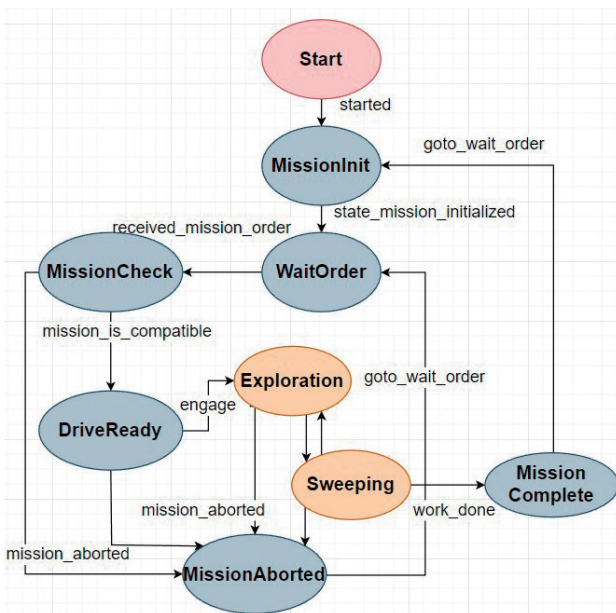 Start
started
goto_wait_order
MissionInit
state_mission_initialized
received_mission_order
MissionCheck
WaitOrder
mission_is_compatible
Exploration
goto_wait_order
engage
DriveReady
Sweeping
Mission
Complete
mission_aborted
work_done
mission_aborted
MissionAborted